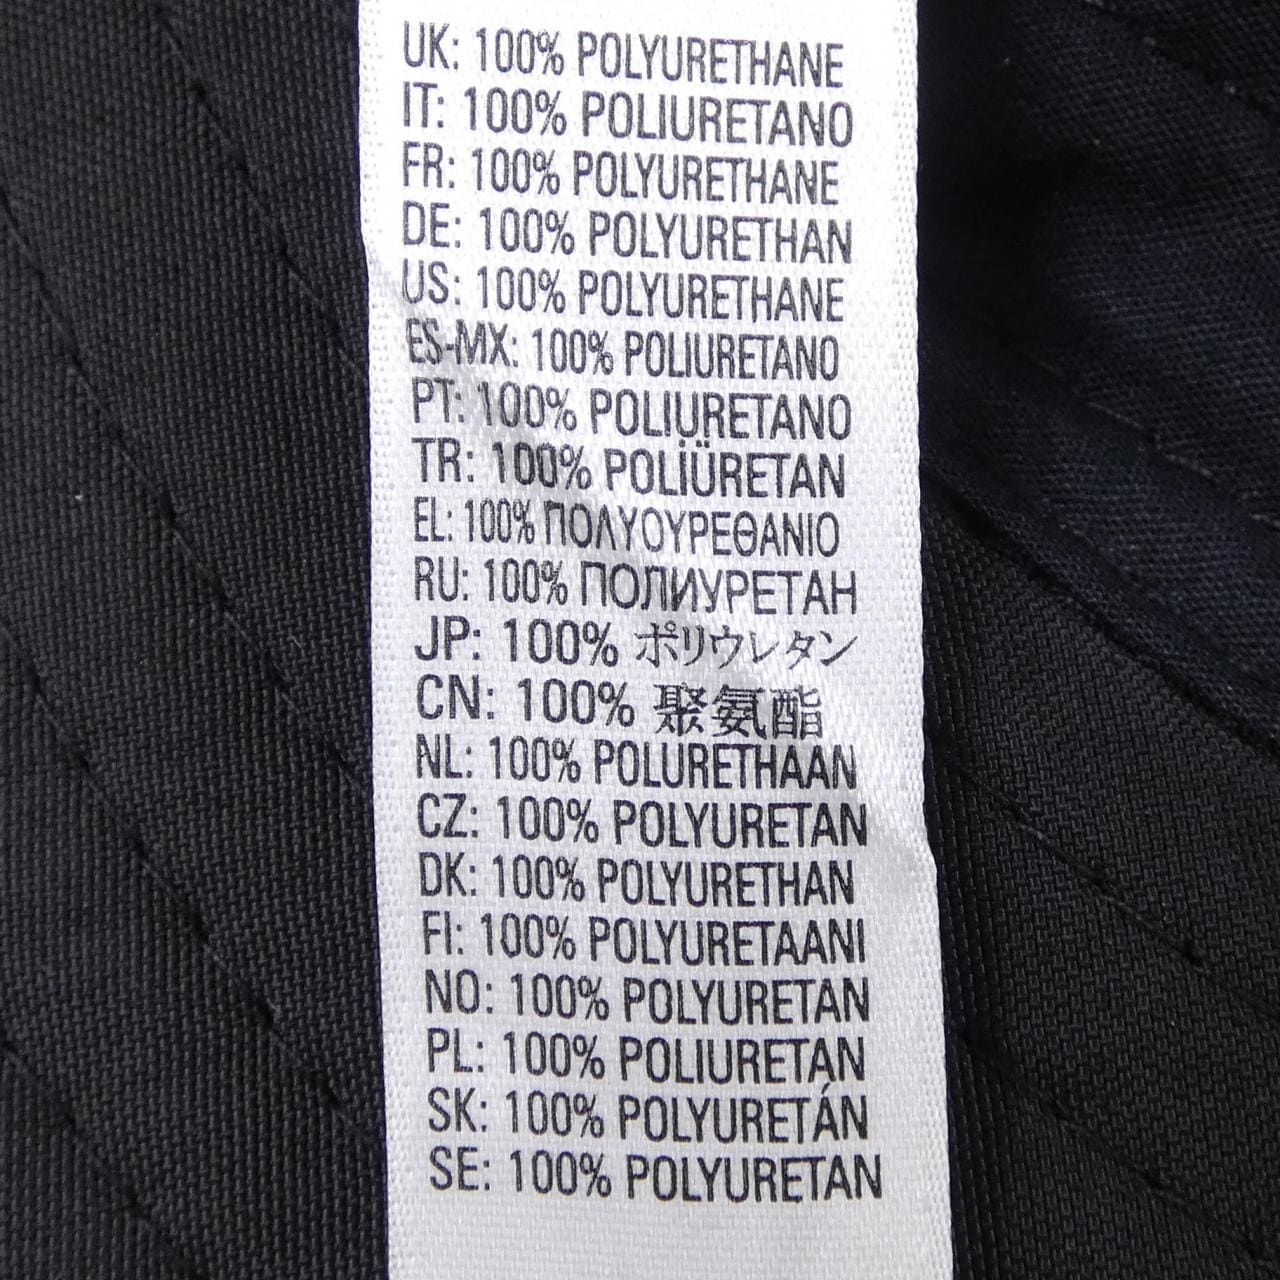 UK: 100% POLYURETHANE
IT: 100% POLIURETANO
FR: 100% POLYURETHANE
DE: 100% POLYURETHAN
US: 100% POLYURETHANE
ES-MX: 100% POLIURETANO
PT: 100% POLIURETANO
TR: 100% POLİÜRETAN
EL: 100% ΠΟΛΥΟΥΡΕΘΑΝΙΟ
RU: 100% ПОЛИУРЕТАН
JP: 100% ポリウレタン
CN: 100% 聚氨酯
NL: 100% POLURETHAAN
CZ: 100% POLYURETAN
DK: 100% POLYURETHAN
FI: 100% POLYURETAANI
NO: 100% POLYURETAN
PL: 100% POLIURETAN
SK: 100% POLYURETÁN
SE: 100% POLYURETAN